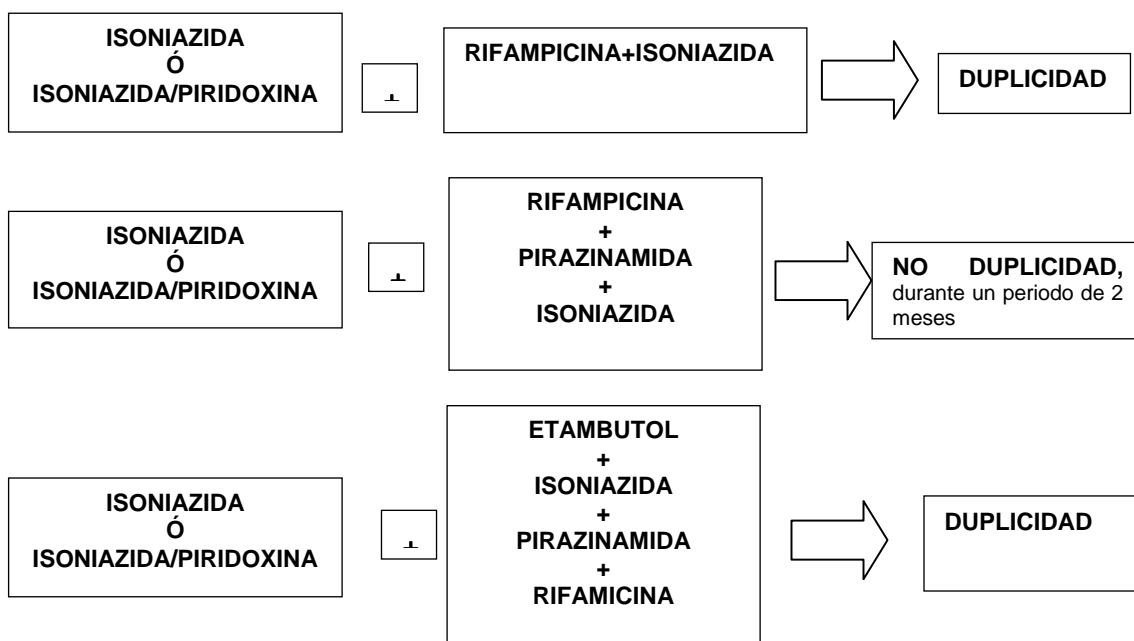 ISONIAZIDA
Ó
ISONIAZIDA/PIRIDOXINA
RIFAMPICINA+ISONIAZIDA
DUPLICIDAD
ISONIAZIDA
Ó
ISONIAZIDA/PIRIDOXINA
RIFAMPICINA
+
PIRAZINAMIDA
+
ISONIAZIDA
NO DUPLICIDAD,
durante un periodo de 2
meses
ISONIAZIDA
Ó
ISONIAZIDA/PIRIDOXINA
ETAMBUTOL
+
ISONIAZIDA
+
PIRAZINAMIDA
+
RIFAMICINA
DUPLICIDAD